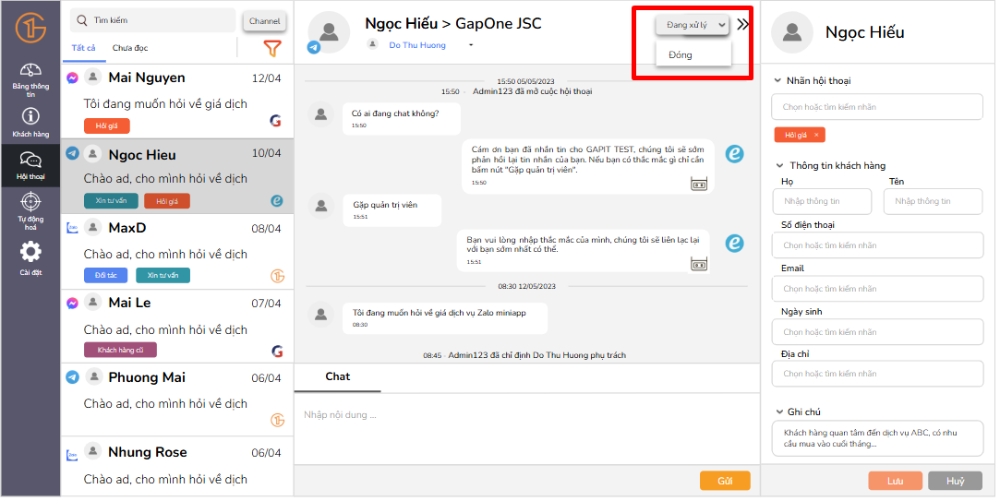 Bảng thông
tin
Khách hàng
Hội thoại
Tự động
hoá
Cài đặt
Tìm kiếm
Channel
Tất cả
Chưa đọc
Mai Nguyen
12/04
Tôi đang muốn hỏi về giá dịch
Hỏi giá
Ngoc Hieu
10/04
Chào ad, cho mình hỏi về dịch
Xin tư vấn
Hỏi giá
Zalo
MaxD
08/04
Chào ad, cho mình hỏi về dịch
Đối tác
Xin tư vấn
Mai Le
07/04
Chào ad, cho mình hỏi về dịch
Khách hàng cũ
Phuong Mai
06/04
Chào ad, cho mình hỏi về dịch
Zalo
Nhung Rose
06/04
Chào ad, cho mình hỏi về dịch
Ngọc Hiếu > GapOne JSC
Do Thu Huong
Đang xử lý
Đóng
15:50 05/05/2023
15:50 - Admin123 đã mở cuộc hội thoại
Có ai đang chat không?
15:50
Cám ơn bạn đã nhắn tin cho GAPIT TEST, chúng tôi sẽ sớm
phản hồi lại tin nhắn của bạn. Nếu bạn có thắc mắc gì chỉ cần
bấm nút "Gặp quản trị viên".
15:50
Gặp quản trị viên
15:51
Bạn vui lòng nhập thắc mắc của mình, chúng tôi sẽ liên lạc lại
với bạn sớm nhất có thể.
15:51
08:30 12/05/2023
Tôi đang muốn hỏi về giá dịch vụ Zalo miniapp
08:30
08:45 - Admin123 đã chỉ định Do Thu Huong phụ trách
Chat
Nhập nội dung ...
Gửi
Ngọc Hiếu
Nhãn hội thoại
Chọn hoặc tìm kiếm nhãn
Hỏi giá ×
Thông tin khách hàng
Họ
Tên
Nhập thông tin
Nhập thông tin
Số điện thoại
Chọn hoặc tìm kiếm nhãn
Email
Chọn hoặc tìm kiếm nhãn
Ngày sinh
Chọn hoặc tìm kiếm nhãn
Địa chỉ
Chọn hoặc tìm kiếm nhãn
Ghi chú
Khách hàng quan tâm đến dịch vụ ABC, có nhu
cầu mua vào cuối tháng...
Lưu
Huỷ